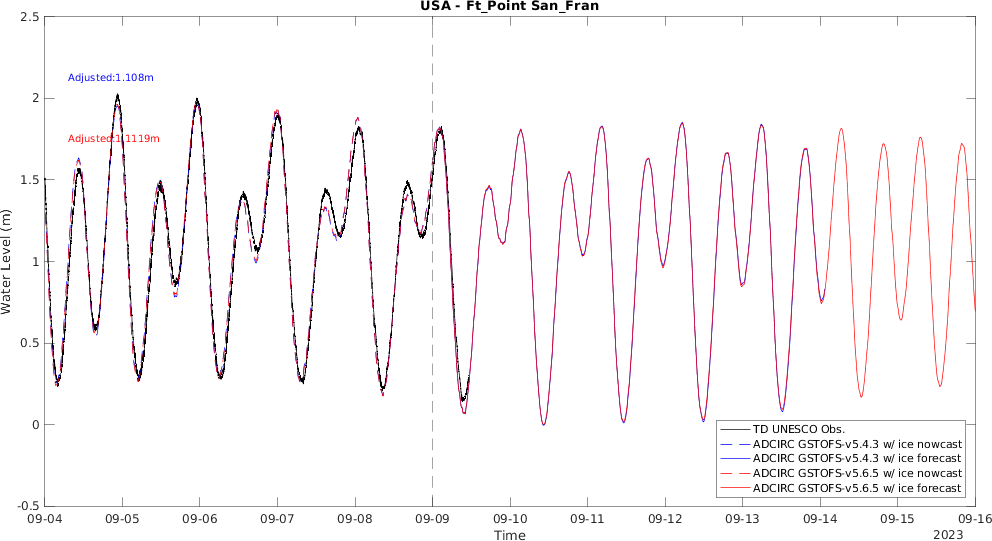 USA - Ft_Point San_Fran
Water Level (m)
2.5
2
1.5
1
0.5
0
-0.5
Adjusted:1.108m
Adjusted:1.1119m
TD UNESCO Obs.
ADCIRC GSTOFS-v5.4.3 w/ ice nowcast
ADCIRC GSTOFS-v5.4.3 w/ ice forecast
ADCIRC GSTOFS-v5.6.5 w/ ice nowcast
ADCIRC GSTOFS-v5.6.5 w/ ice forecast
09-04 09-05 09-06 09-07 09-08 09-09 09-10 09-11 09-12 09-13 09-14 09-15 09-16
Time
2023